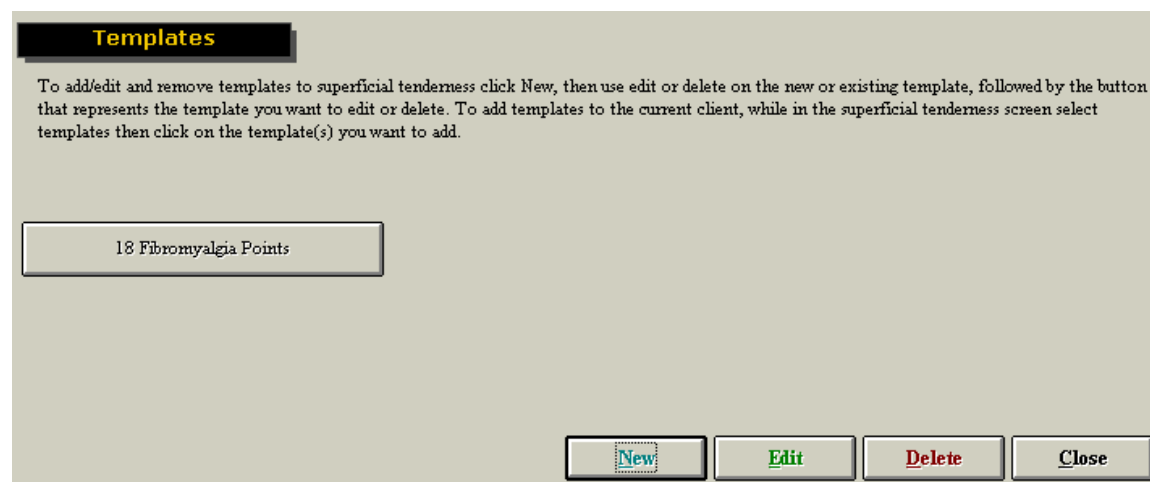 Templates
To add/edit and remove templates to superficial tenderness click New, then use edit or delete on the new or existing template, followed by the button
that represents the template you want to edit or delete. To add templates to the current client, while in the superficial tenderness screen select
templates then click on the template(s) you want to add.
18 Fibromyalgia Points
New Edit Delete Close